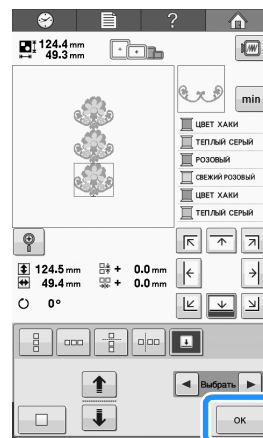 ?
124.4 mm
49.3 mm
min
ЦВЕТ ХАКИ
ТЕПЛЫЙ СЕРЫЙ
РОЗОВЫЙ
СВЕЖИЙ РОЗОВЫЙ
ЦВЕТ ХАКИ
ТЕПЛЫЙ СЕРЫЙ
124.5 mm + 0.0 mm
49.4 mm + 0.0 mm
0°
Выбрать
OK